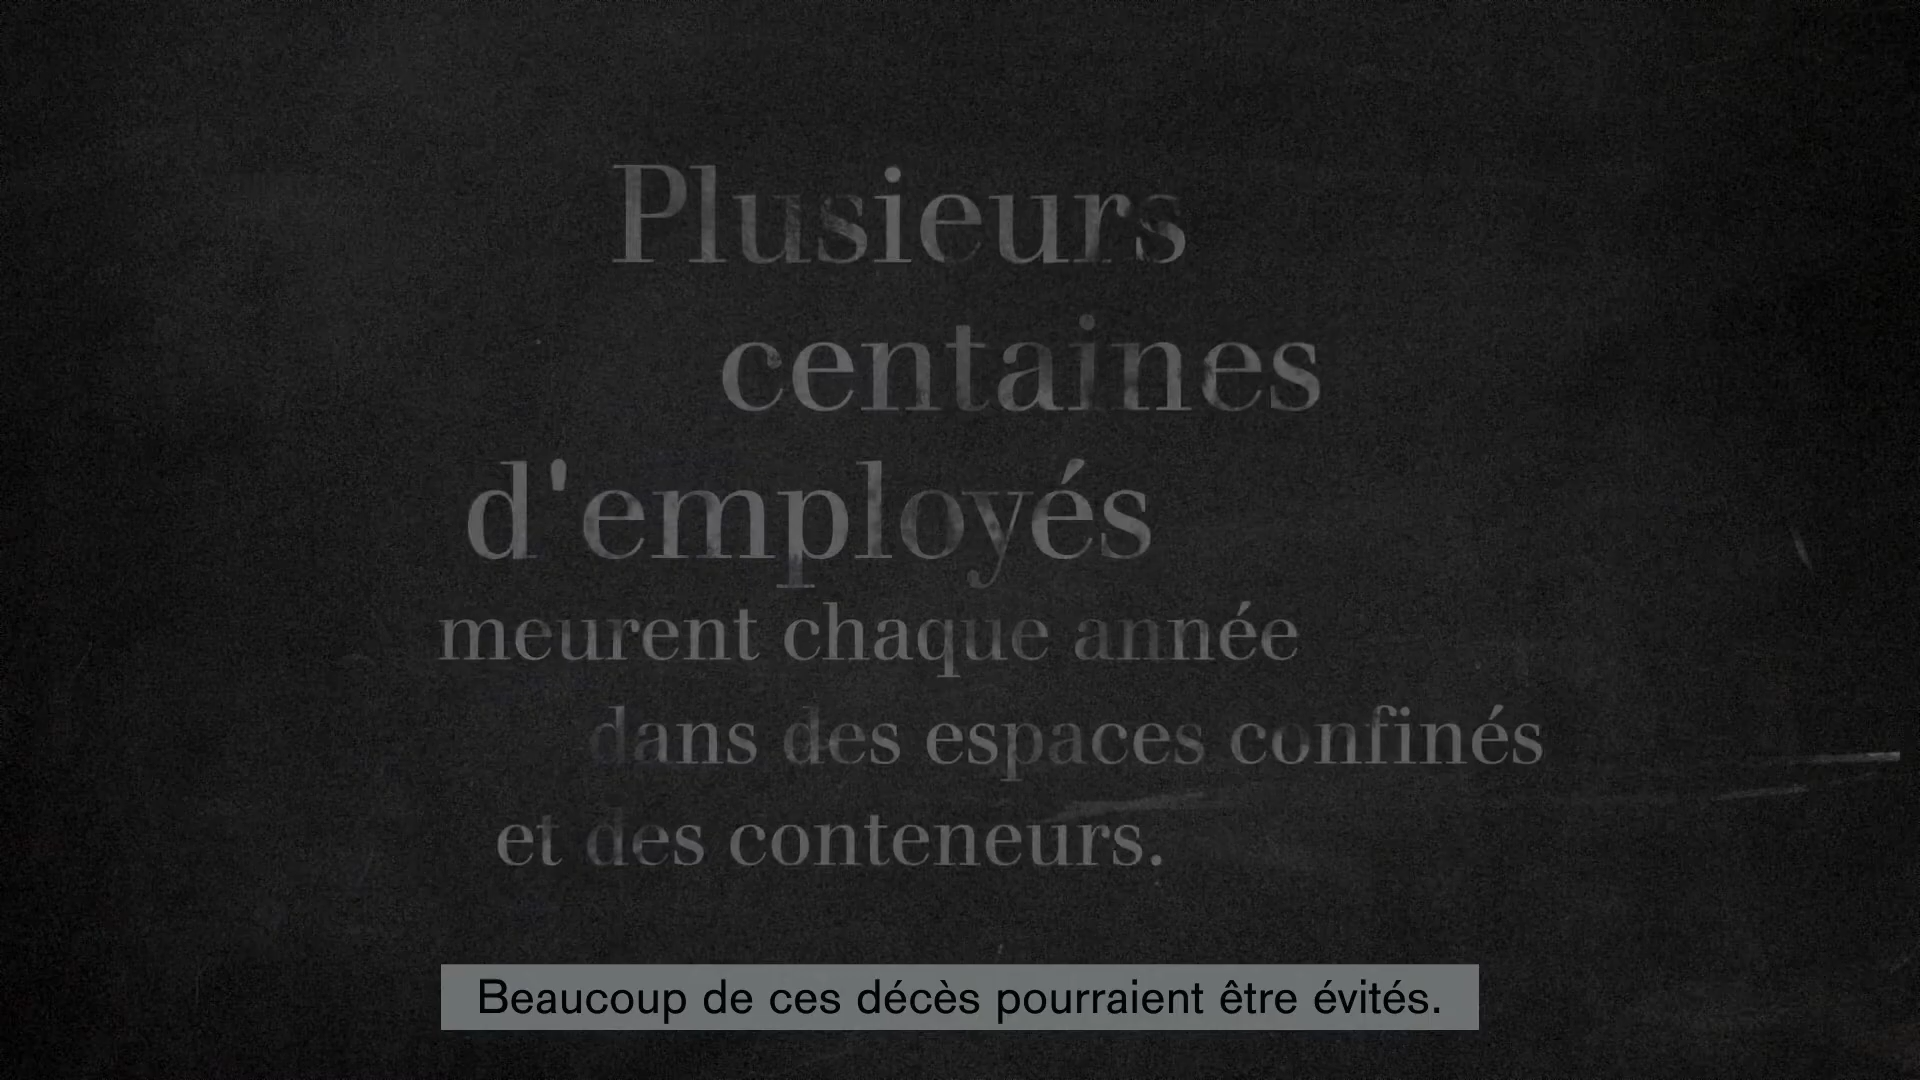 Plusieurs
centaines
d'employés
meurent chaque année
dans des espaces confinés
et des conteneurs.
Beaucoup de ces décès pourraient être évités.